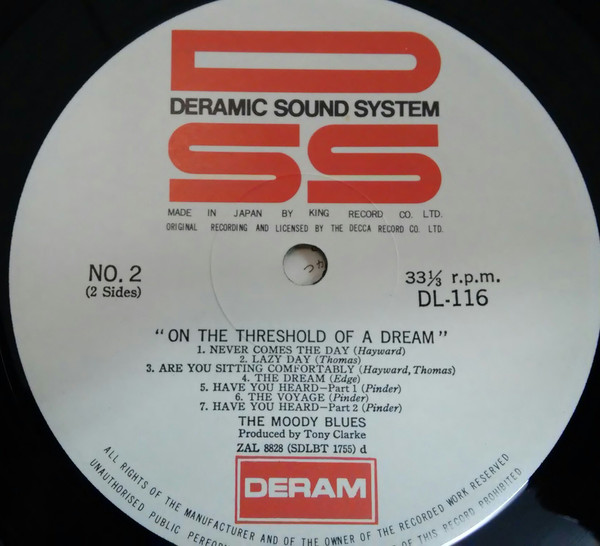 D
DERAMIC SOUND SYSTEM
SS
MADE IN JAPAN BY KING RECORD CO. LTD.
ORIGINAL RECORDING AND LICENSED BY THE DECCA RECORD CO. LTD.
NO. 2
(2 Sides)
33⅓ r.p.m.
DL-116
"ON THE THRESHOLD OF A DREAM"
1. NEVER COMES THE DAY (Hayward)
2. LAZY DAY (Thomas)
3. ARE YOU SITTING COMFORTABLY (Hayward, Thomas)
4. THE DREAM (Edge)
5. HAVE YOU HEARD—Part 1 (Pinder)
6. THE VOYAGE (Pinder)
7. HAVE YOU HEARD—Part 2 (Pinder)
THE MOODY BLUES
Produced by Tony Clarke
ZAL 8828 (SDLBT 1755) d
DERAM
ALL RIGHTS OF THE MANUFACTURER AND OF THE OWNER OF THE RECORDED WORK RESERVED
UNAUTHORISED PUBLIC OF THIS RECORD PROHIBITED